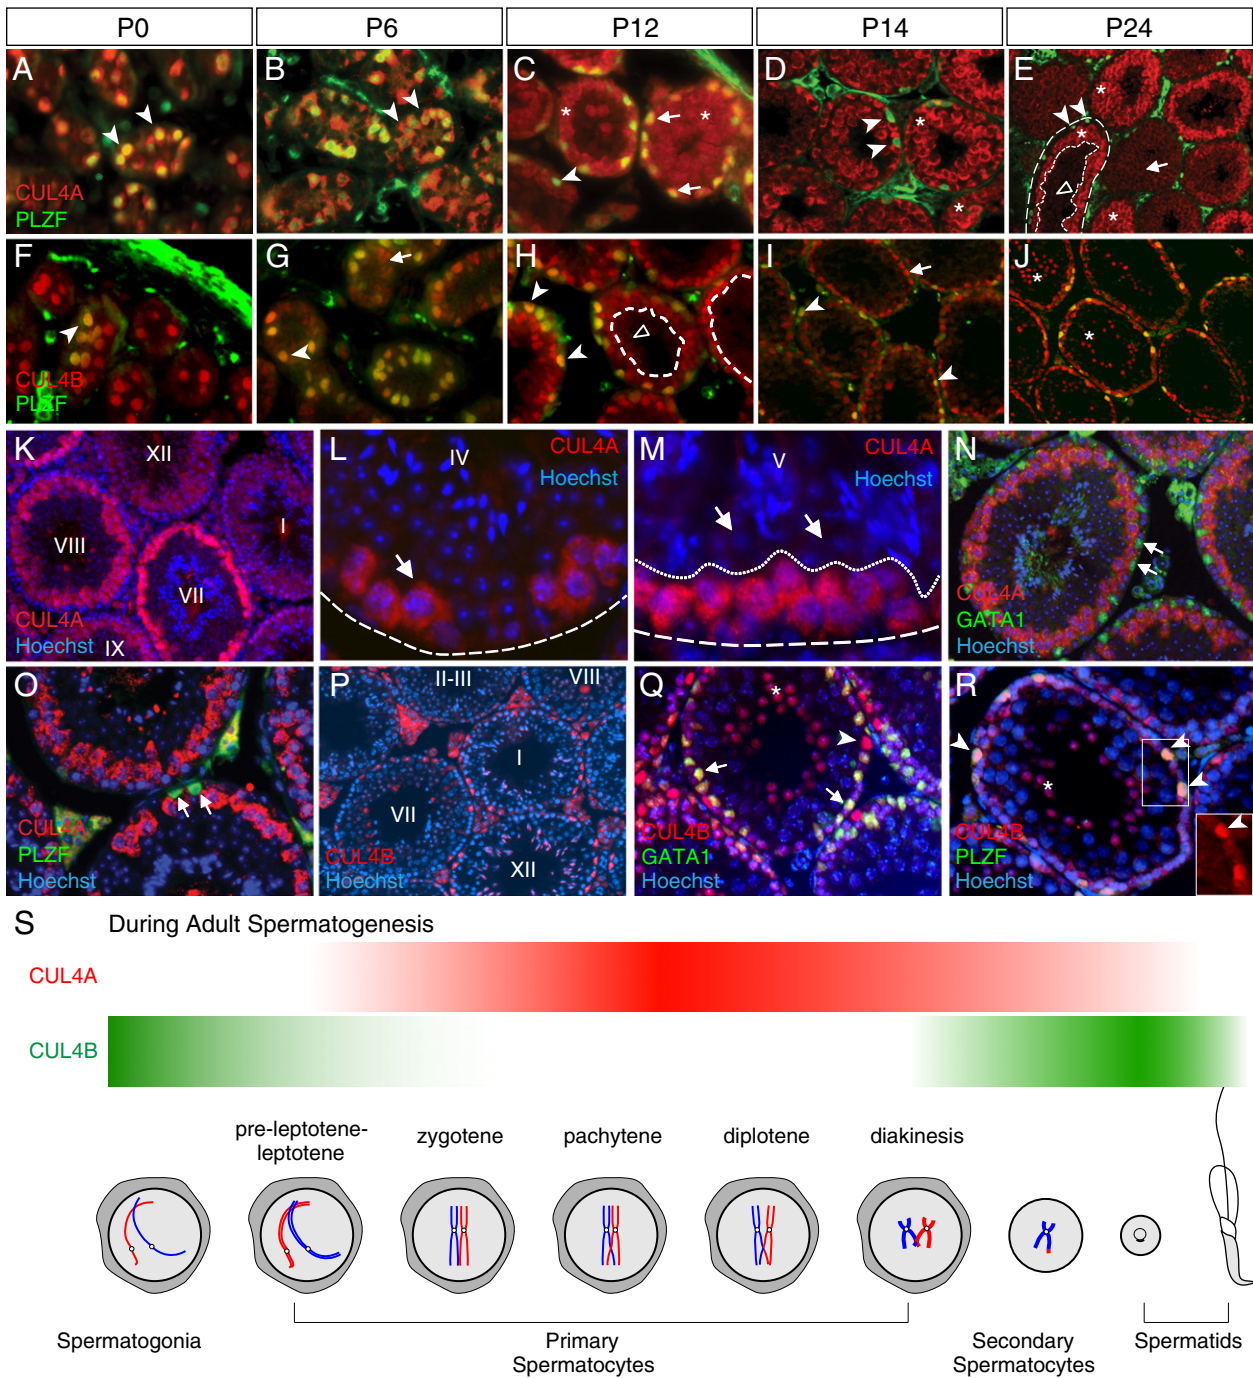 P0
P6
P12
P14
P24
A
CUL4A
PLZF
B
C
*
*
D
*
*
E
*
*
*
F
CUL4B
PLZF
G
H
I
J
*
*
K
XII
VIII
I
VII
CUL4A
Hoechst
IX
L
IV
CUL4A
Hoechst
M
V
CUL4A
Hoechst
N
CUL4A
GATA1
Hoechst
O
CUL4A
PLZF
Hoechst
P
II-III
VIII
I
VII
CUL4B
Hoechst
XII
Q
*
CUL4B
GATA1
Hoechst
R
*
CUL4B
PLZF
Hoechst
S
During Adult Spermatogenesis
CUL4A
CUL4B
pre-leptotene-
leptotene
zygotene
pachytene
diplotene
diakinesis
Spermatogonia
Primary
Spermatocytes
Secondary
Spermatocytes
Spermatids